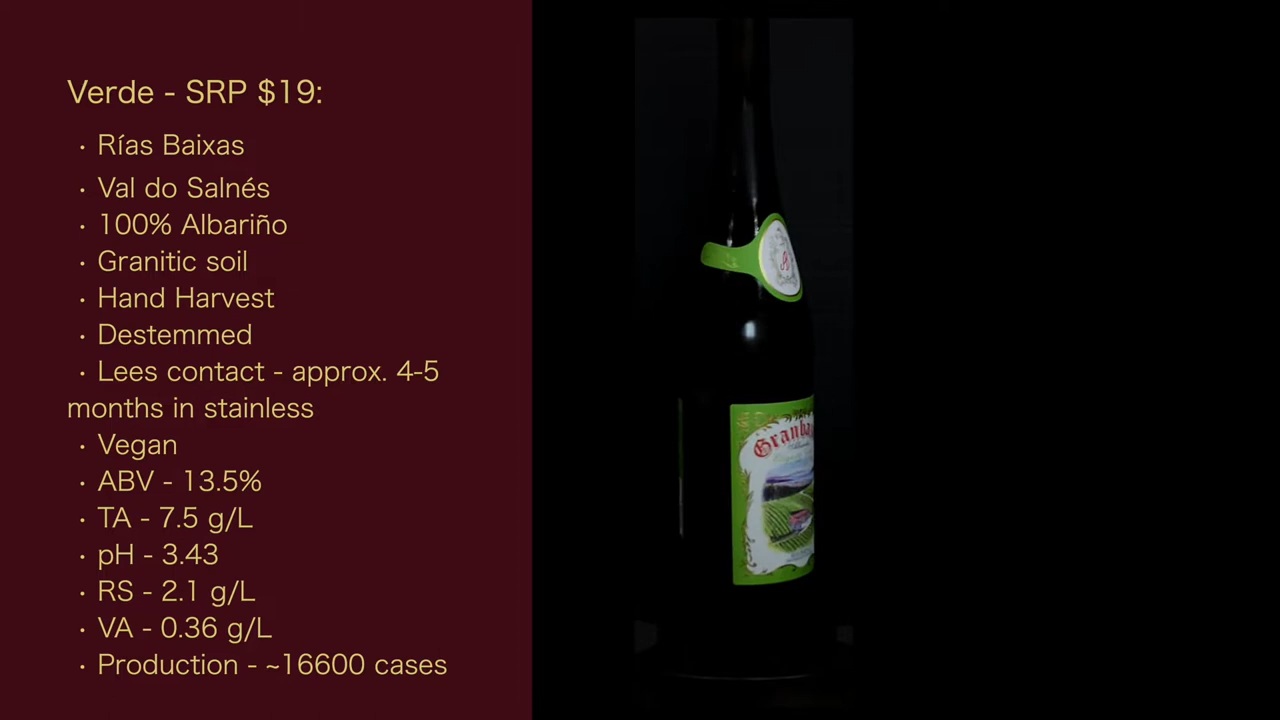 Verde - SRP $19:
· Rías Baixas
· Val do Salnés
· 100% Albariño
· Granitic soil
· Hand Harvest
· Destemmed
· Lees contact - approx. 4-5
months in stainless
· Vegan
· ABV - 13.5%
· TA - 7.5 g/L
· pH - 3.43
· RS - 2.1 g/L
· VA - 0.36 g/L
· Production - ~16600 cases